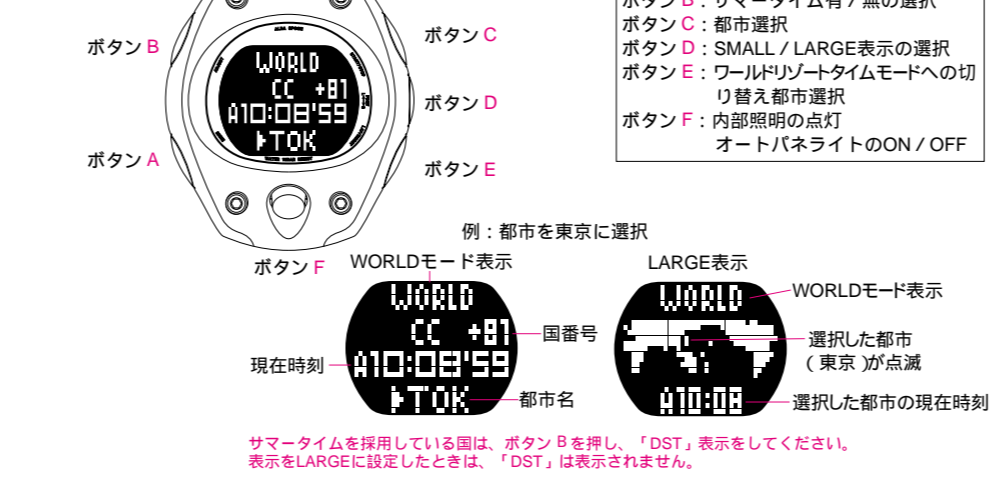 ボタン B : サマータイム有 / 無の選択
ボタン C : 都市選択
ボタン D : SMALL / LARGE表示の選択
ボタン E : ワールドリゾートタイムモードへの切
り替え都市選択
ボタン F : 内部照明の点灯
オートパネライトのON / OFF
ボタン B
ボタン C
ボタン D
ボタン A
ボタン E
ボタン F
WORLD
CC +81
A10:08'59
▶TOK
例 : 都市を東京に選択
WORLDモード表示
LARGE表示
WORLD
CC +81
A10:08'59
▶TOK
国番号
現在時刻
都市名
WORLD
A10:08
WORLDモード表示
選択した都市
( 東京 )が点滅
選択した都市の現在時刻
サマータイムを採用している国は、ボタン B を押し、「 DST 」表示をしてください。
表示をLARGEに設定したときは、「 DST 」は表示されません。